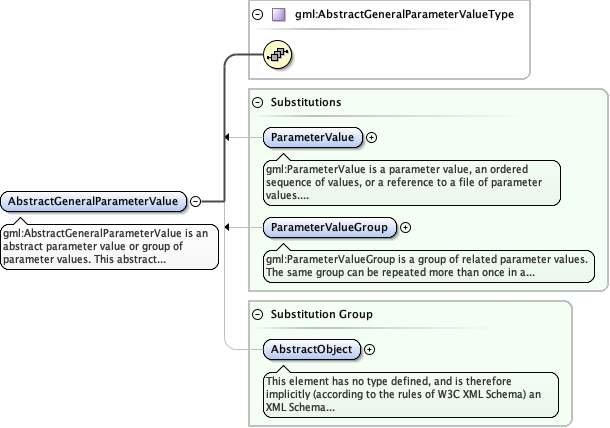 gml:AbstractGeneralParameterValueType
Substitutions
ParameterValue
gml:ParameterValue is a parameter value, an ordered
sequence of values, or a reference to a file of parameter
values....
AbstractGeneralParameterValue
gml:AbstractGeneralParameterValue is an
abstract parameter value or group of
parameter values. This abstract...
ParameterValueGroup
gml:ParameterValueGroup is a group of related parameter values.
The same group can be repeated more than once in a...
Substitution Group
AbstractObject
This element has no type defined, and is therefore
implicitly (according to the rules of W3C XML Schema) an
XML Schema...